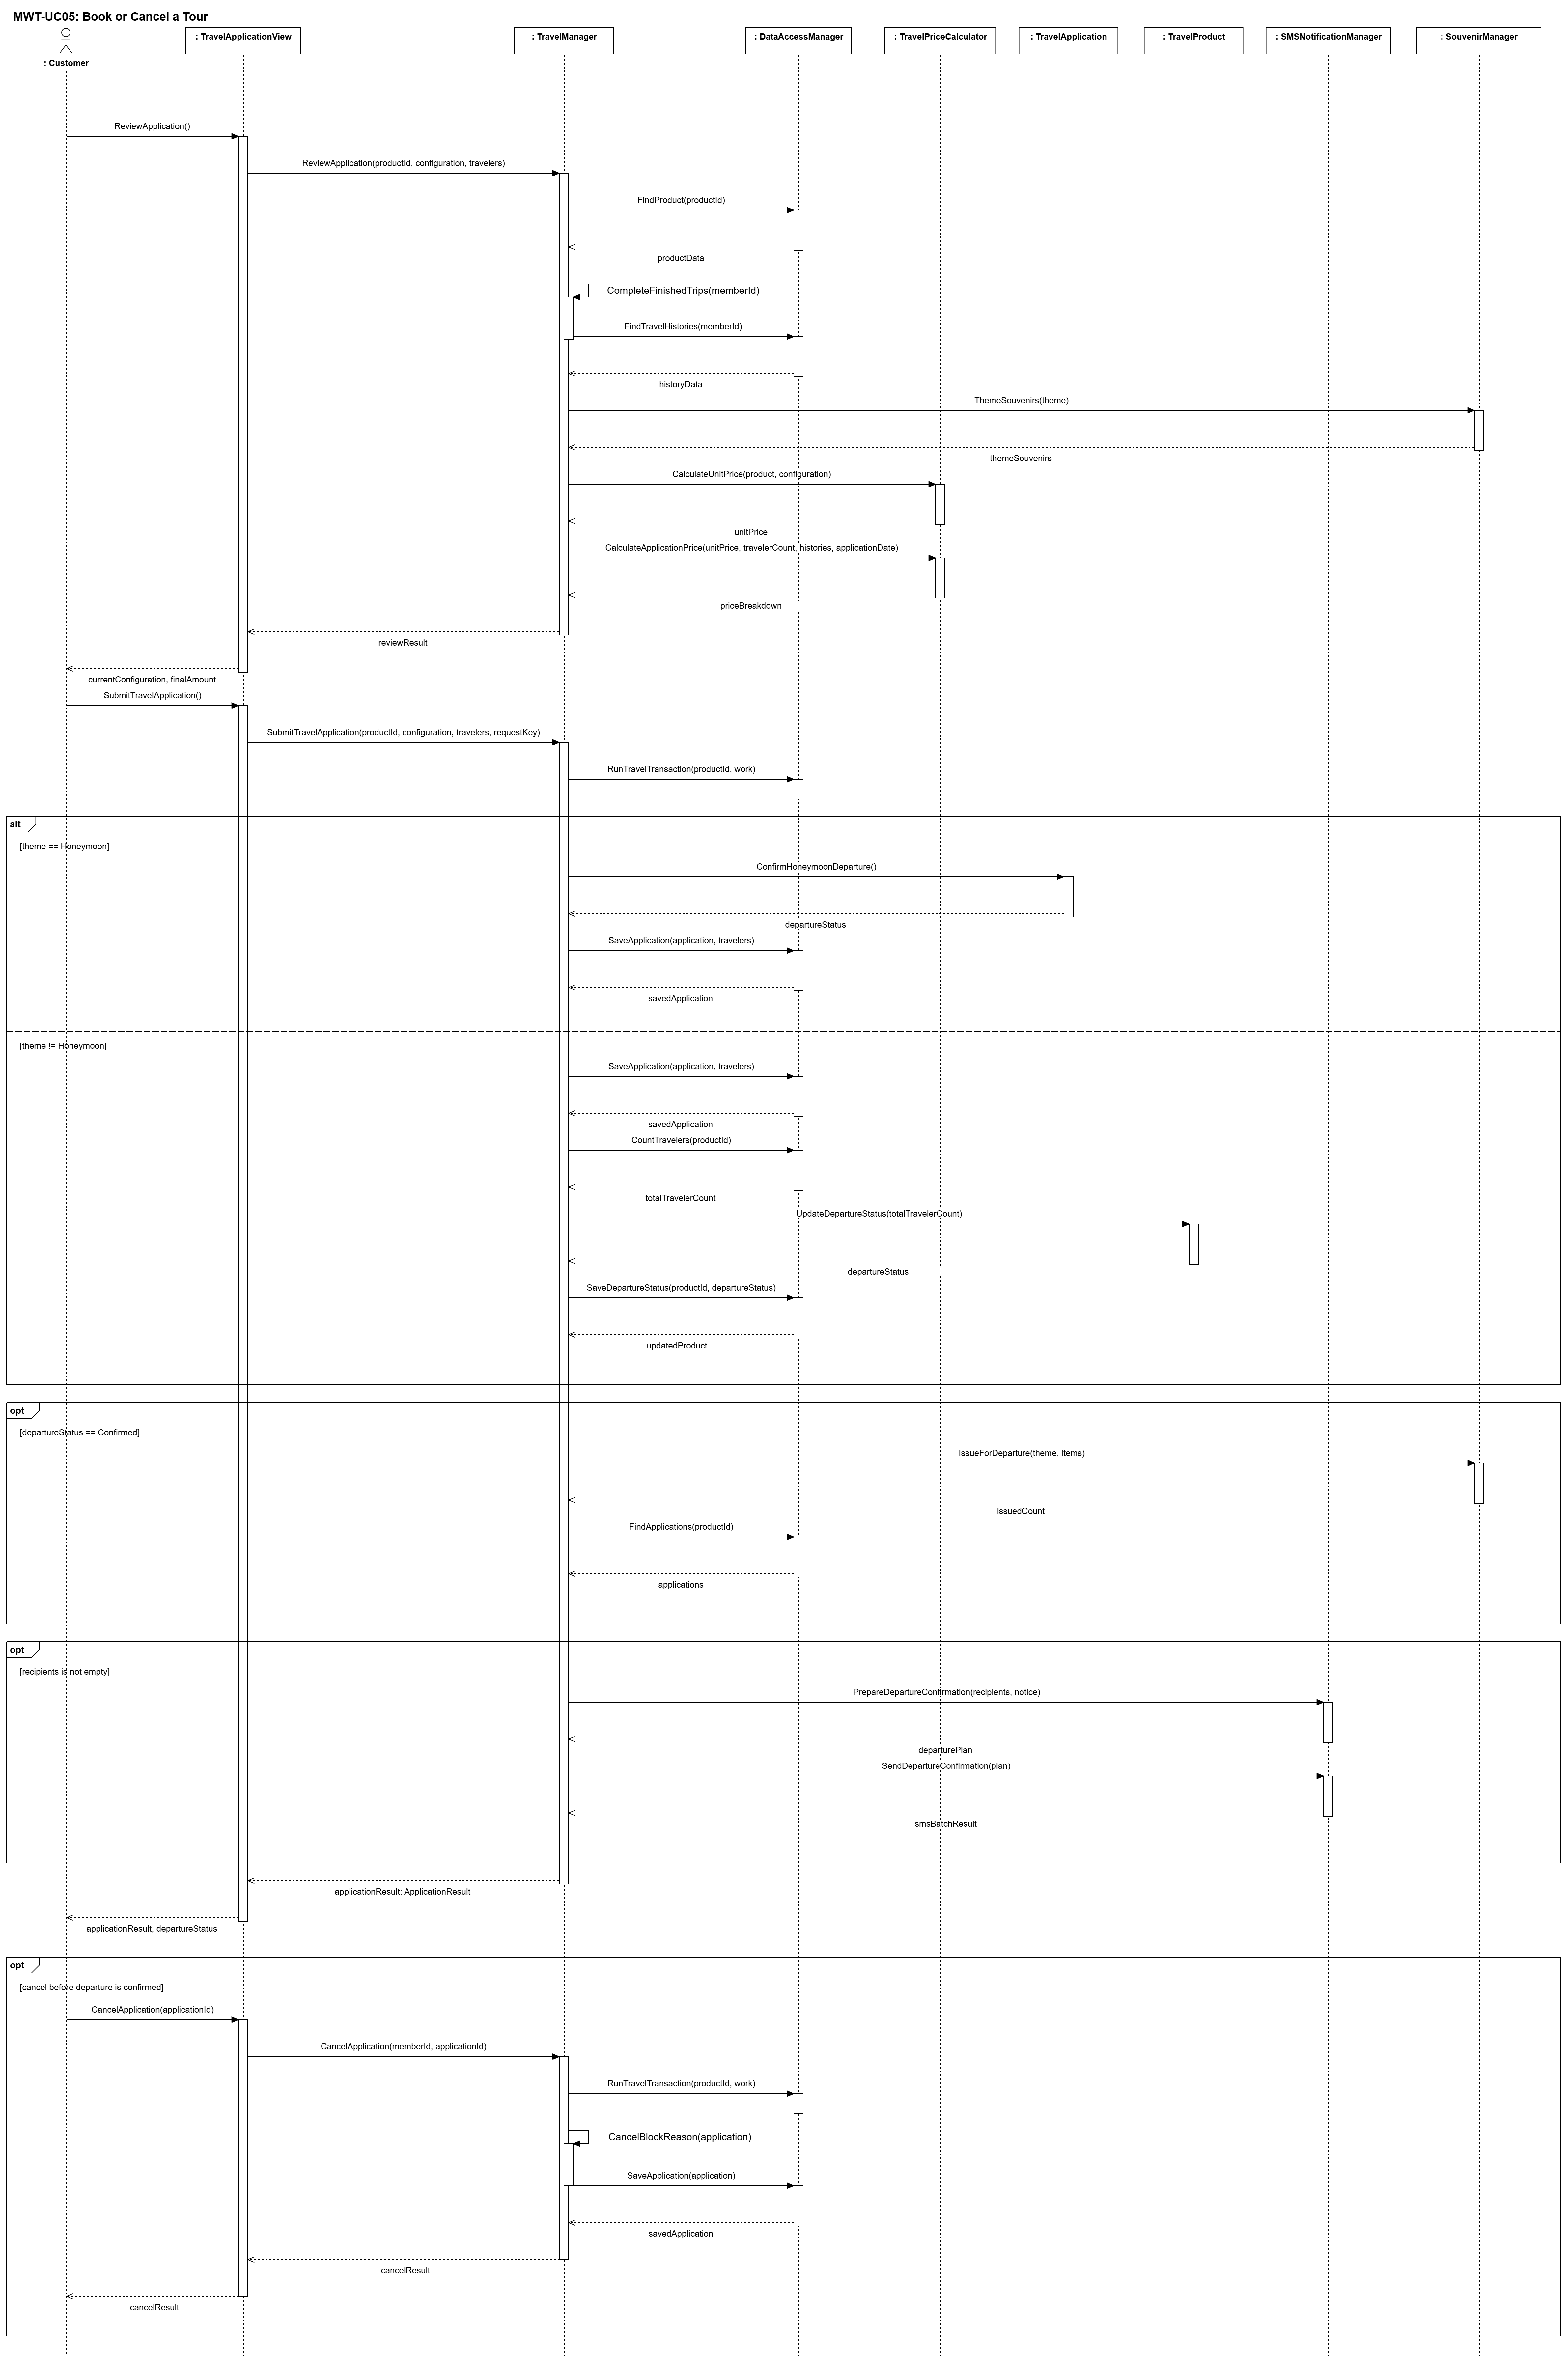 MWT-UC05: Book or Cancel a Tour
: Customer
: TravelApplicationView
: TravelManager
: DataAccessManager
: TravelPriceCalculator
: TravelApplication
: TravelProduct
: SMSNotificationManager
: SouvenirManager
ReviewApplication()
ReviewApplication(productId, configuration, travelers)
FindProduct(productId)
productData
CompleteFinishedTrips(memberId)
FindTravelHistories(memberId)
historyData
ThemeSouvenirs(theme)
themeSouvenirs
CalculateUnitPrice(product, configuration)
unitPrice
CalculateApplicationPrice(unitPrice, travelerCount, histories, applicationDate)
priceBreakdown
reviewResult
currentConfiguration, finalAmount
SubmitTravelApplication()
SubmitTravelApplication(productId, configuration, travelers, requestKey)
RunTravelTransaction(productId, work)
alt
[theme == Honeymoon]
ConfirmHoneymoonDeparture()
departureStatus
SaveApplication(application, travelers)
savedApplication
[theme != Honeymoon]
SaveApplication(application, travelers)
savedApplication
CountTravelers(productId)
totalTravelerCount
UpdateDepartureStatus(totalTravelerCount)
departureStatus
SaveDepartureStatus(productId, departureStatus)
updatedProduct
opt
[departureStatus == Confirmed]
IssueForDeparture(theme, items)
issuedCount
FindApplications(productId)
applications
opt
[recipients is not empty]
PrepareDepartureConfirmation(recipients, notice)
departurePlan
SendDepartureConfirmation(plan)
smsBatchResult
applicationResult: ApplicationResult
applicationResult, departureStatus
opt
[cancel before departure is confirmed]
CancelApplication(applicationId)
CancelApplication(memberId, applicationId)
RunTravelTransaction(productId, work)
CancelBlockReason(application)
SaveApplication(application)
savedApplication
cancelResult
cancelResult